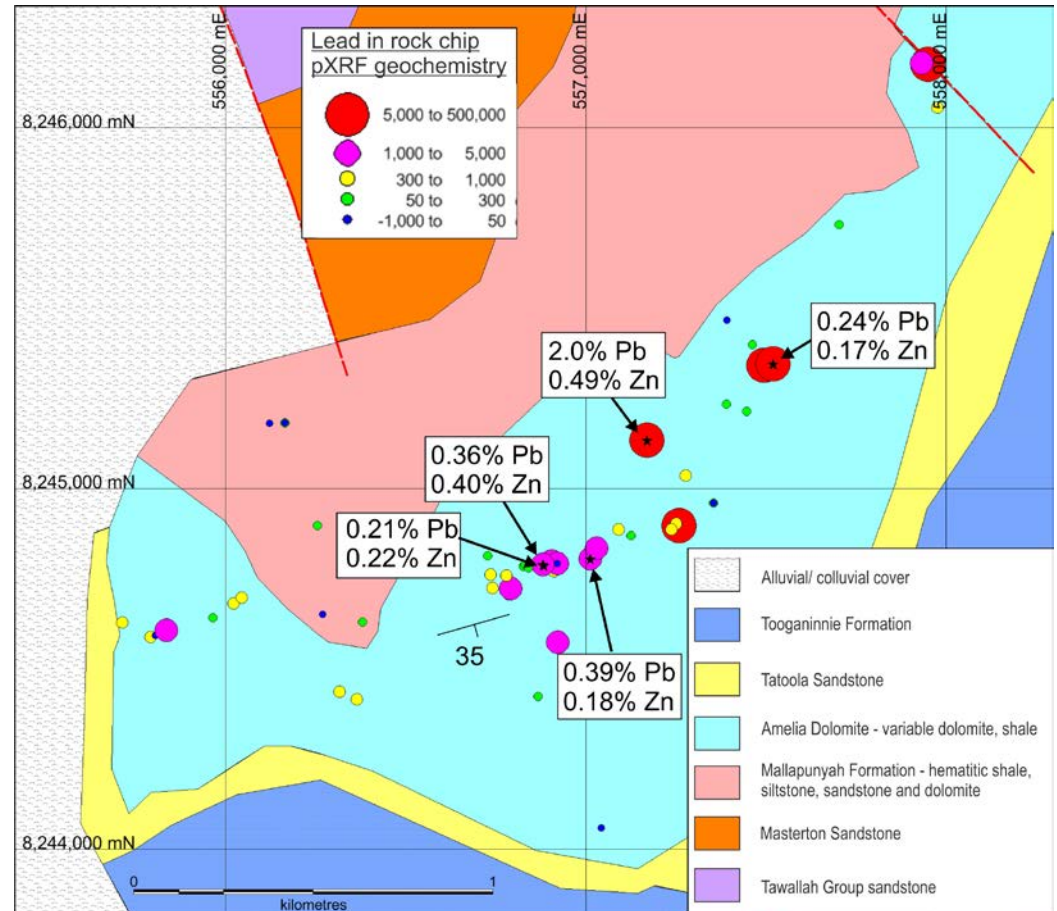 Lead in rock chip
pXRF geochemistry
5,000 to 500,000
1,000 to 5,000
300 to 1,000
50 to 300
-1,000 to 50
556,000 mE
557,000 mE
558,000 mE
8,246,000 mN
0.24% Pb
0.17% Zn
2.0% Pb
0.49% Zn
0.36% Pb
0.40% Zn
8,245,000 mN
0.21% Pb
0.22% Zn
35
0.39% Pb
0.18% Zn
8,244,000 mN
0 1
kilometres
Alluvial/ colluvial cover
Tooganinnie Formation
Tatoola Sandstone
Amelia Dolomite - variable dolomite, shale
Mallapunyah Formation - hematitic shale,
siltstone, sandstone and dolomite
Masterton Sandstone
Tawallah Group sandstone